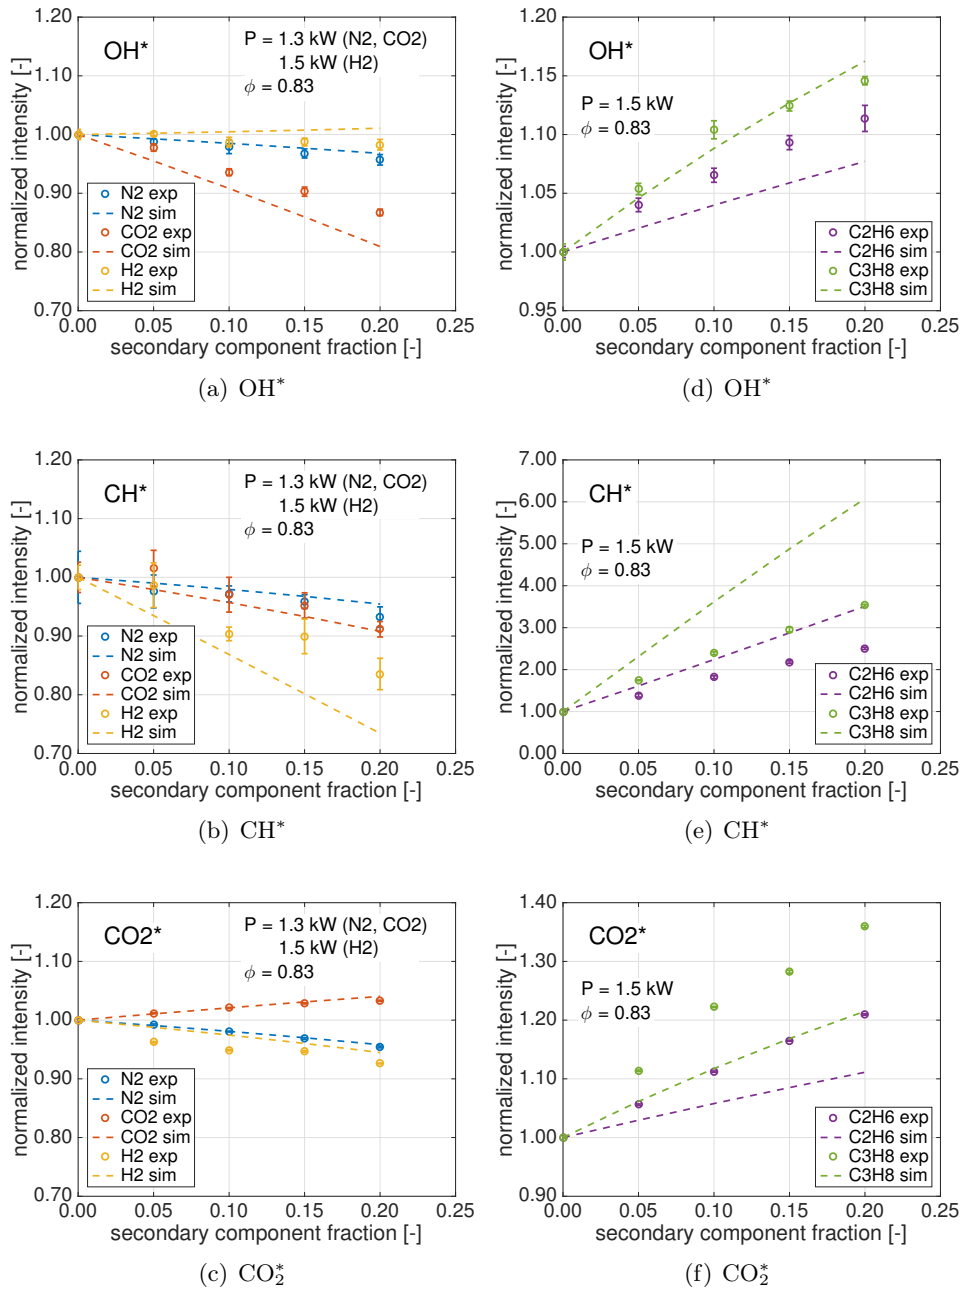 1.20
1.10
1.00
0.90
0.80
0.70
normalized intensity [-]
OH*
P = 1.3 kW (N2, CO2)
1.5 kW (H2)
ϕ = 0.83
N2 exp
N2 sim
CO2 exp
CO2 sim
H2 exp
H2 sim
0.00 0.05 0.10 0.15 0.20 0.25
secondary component fraction [-]
(a) OH*
1.20
1.15
1.10
1.05
1.00
0.95
normalized intensity [-]
OH*
P = 1.5 kW
ϕ = 0.83
C2H6 exp
C2H6 sim
C3H8 exp
C3H8 sim
0.00 0.05 0.10 0.15 0.20 0.25
secondary component fraction [-]
(d) OH*
1.20
1.10
1.00
0.90
0.80
0.70
normalized intensity [-]
CH*
P = 1.3 kW (N2, CO2)
1.5 kW (H2)
ϕ = 0.83
N2 exp
N2 sim
CO2 exp
CO2 sim
H2 exp
H2 sim
0.00 0.05 0.10 0.15 0.20 0.25
secondary component fraction [-]
(b) CH*
7.00
6.00
5.00
4.00
3.00
2.00
1.00
0.00
normalized intensity [-]
CH*
P = 1.5 kW
ϕ = 0.83
C2H6 exp
C2H6 sim
C3H8 exp
C3H8 sim
0.00 0.05 0.10 0.15 0.20 0.25
secondary component fraction [-]
(e) CH*
1.20
1.10
1.00
0.90
0.80
0.70
normalized intensity [-]
CO2*
P = 1.3 kW (N2, CO2)
1.5 kW (H2)
ϕ = 0.83
N2 exp
N2 sim
CO2 exp
CO2 sim
H2 exp
H2 sim
0.00 0.05 0.10 0.15 0.20 0.25
secondary component fraction [-]
(c) CO₂*
1.40
1.30
1.20
1.10
1.00
0.90
normalized intensity [-]
CO2*
P = 1.5 kW
ϕ = 0.83
C2H6 exp
C2H6 sim
C3H8 exp
C3H8 sim
0.00 0.05 0.10 0.15 0.20 0.25
secondary component fraction [-]
(f) CO₂*